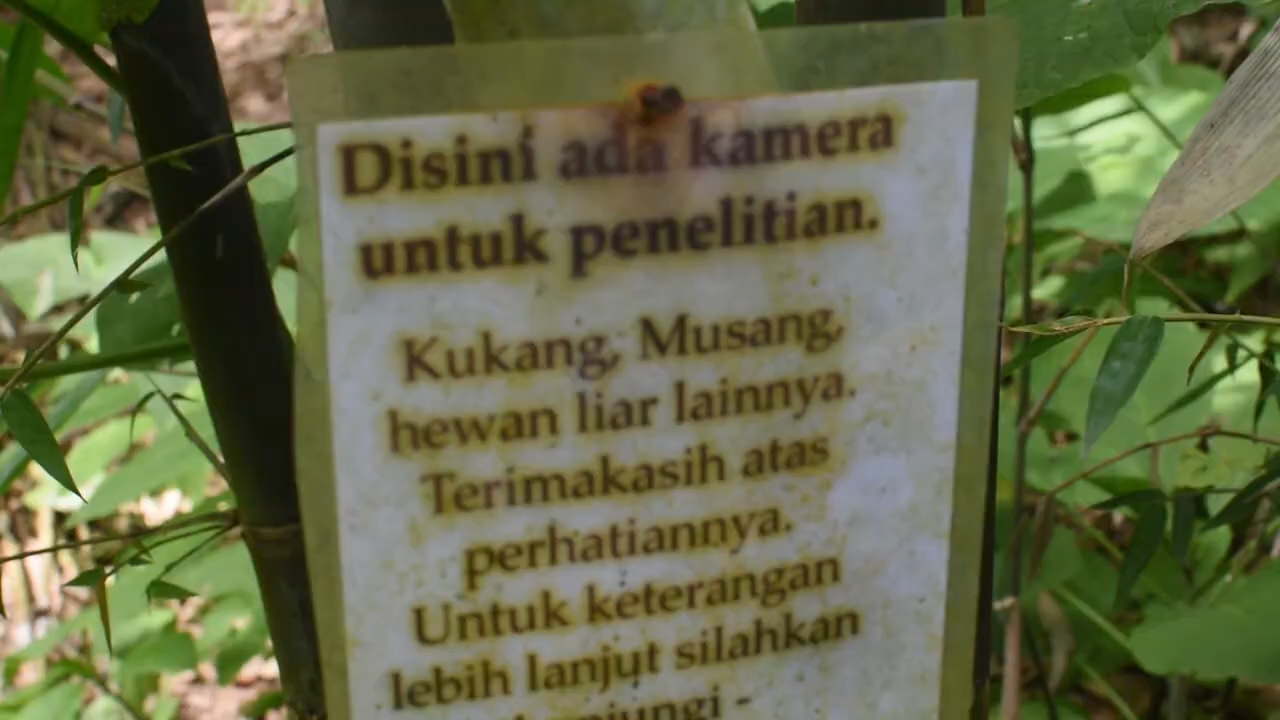 Disini ada kamera
untuk penelitian.
Kukang, Musang,
hewan liar lainnya.
Terimakasih atas
perhatiannya.
Untuk keterangan
lebih lanjut silahkan
-